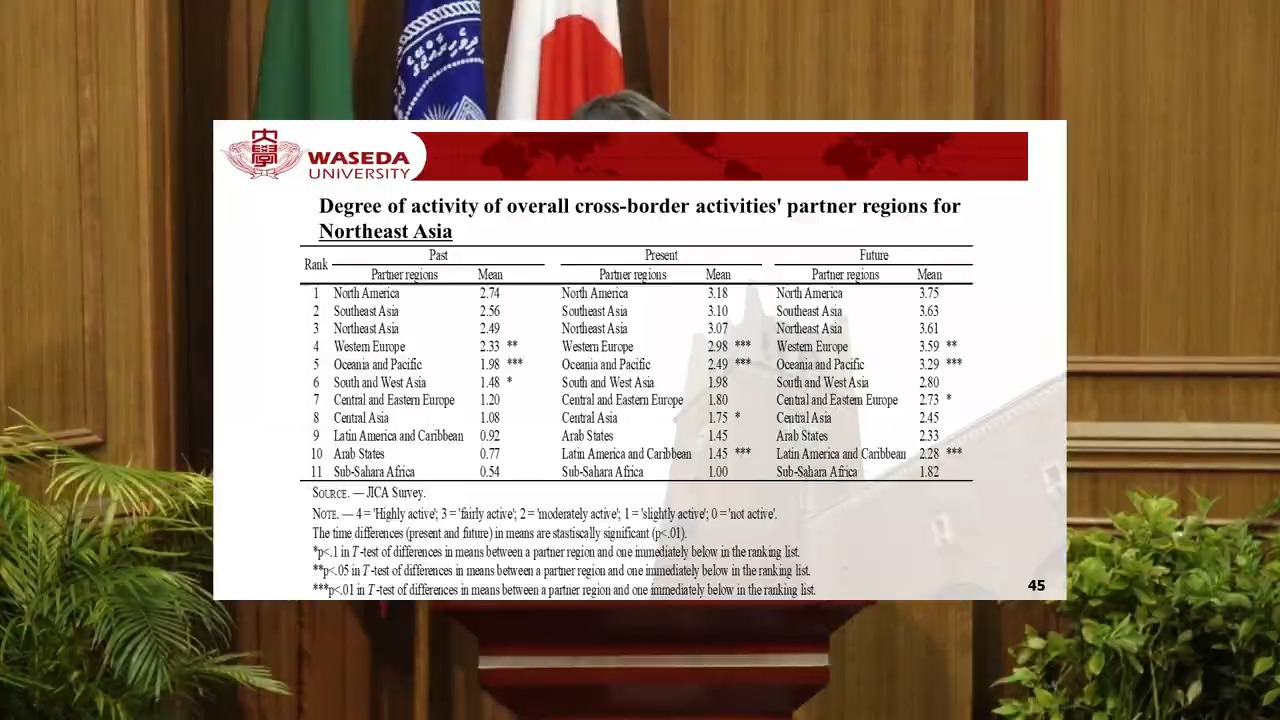 WASEDA
UNIVERSITY
Degree of activity of overall cross-border activities' partner regions for
Northeast Asia
Rank Past Present Future
Partner regions Mean Partner regions Mean Partner regions Mean
1 North America 2.74 North America 3.18 North America 3.75
2 Southeast Asia 2.56 Southeast Asia 3.10 Southeast Asia 3.63
3 Northeast Asia 2.49 Northeast Asia 3.07 Northeast Asia 3.61
4 Western Europe 2.33 ** Western Europe 2.98 *** Western Europe 3.59 **
5 Oceania and Pacific 1.98 *** Oceania and Pacific 2.49 *** Oceania and Pacific 3.29 ***
6 South and West Asia 1.48 * South and West Asia 1.98 South and West Asia 2.80
7 Central and Eastern Europe 1.20 Central and Eastern Europe 1.80 Central and Eastern Europe 2.73 *
8 Central Asia 1.08 Central Asia 1.75 * Central Asia 2.45
9 Latin America and Caribbean 0.92 Arab States 1.45 Arab States 2.33
10 Arab States 0.77 Latin America and Caribbean 1.45 *** Latin America and Caribbean 2.28 ***
11 Sub-Sahara Africa 0.54 Sub-Sahara Africa 1.00 Sub-Sahara Africa 1.82
SOURCE. — JICA Survey.
NOTE. — 4 = 'Highly active'; 3 = 'fairly active'; 2 = 'moderately active'; 1 = 'slightly active'; 0 = 'not active'.
The time differences (present and future) in means are stastically significant (p<.01).
*p<.1 in T-test of differences in means between a partner region and one immediately below in the ranking list.
**p<.05 in T-test of differences in means between a partner region and one immediately below in the ranking list.
***p<.01 in T-test of differences in means between a partner region and one immediately below in the ranking list.
45